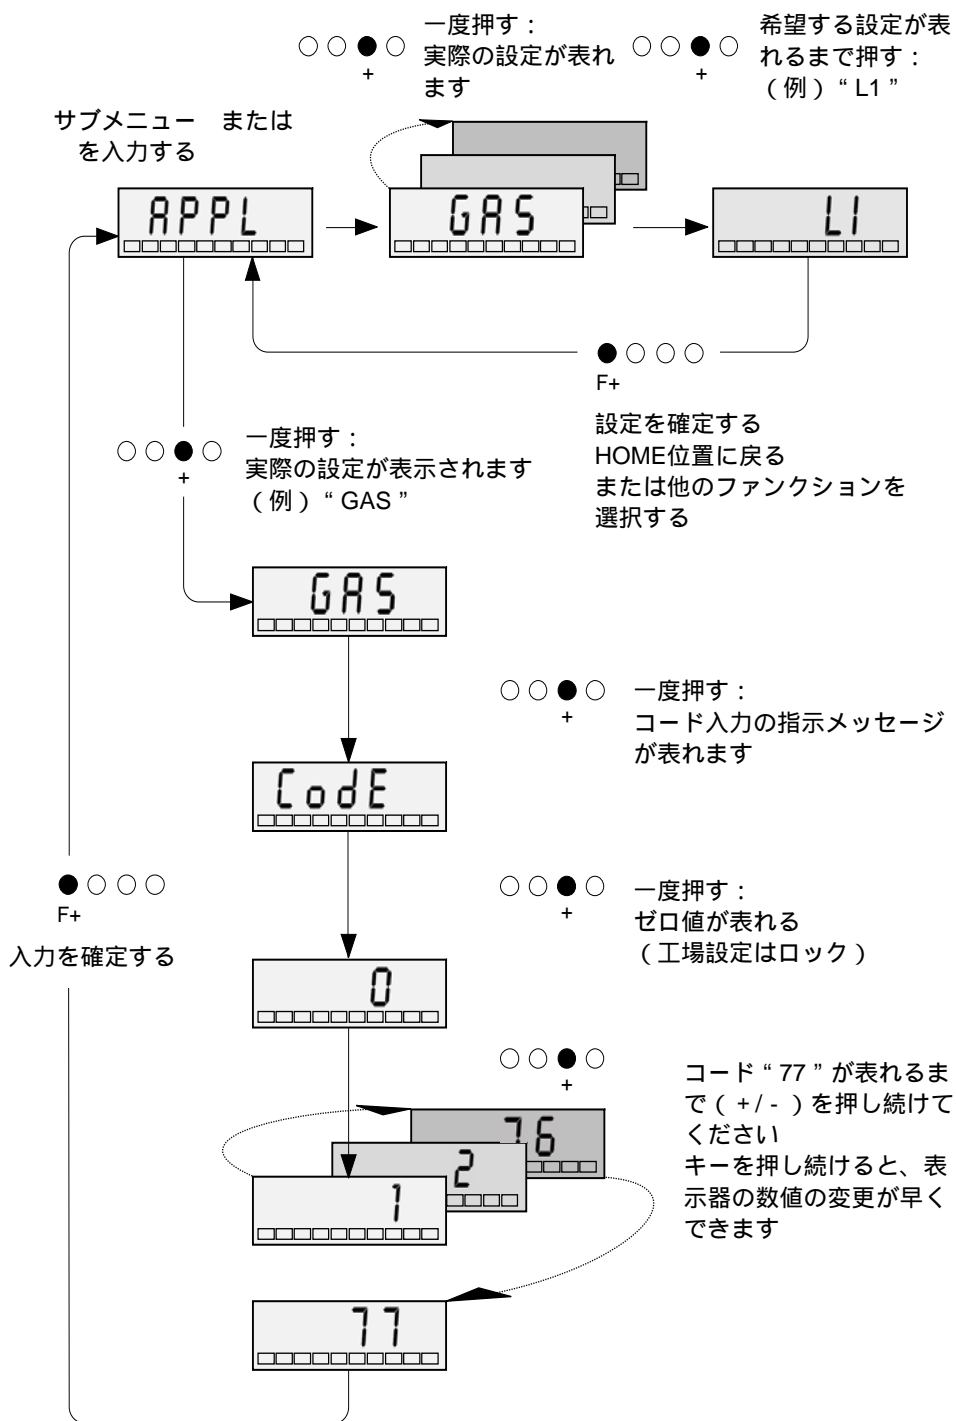 一度押す：
実際の設定が表れ
ます
+
希望する設定が表
れるまで押す：
（例）“ L1 ”
+
サブメニュー　または
を入力する
APPL
GAS
LI
F+
設定を確定する
HOME位置に戻る
または他のファンクションを
選択する
一度押す：
実際の設定が表示されます
（例）“ GAS ”
+
GAS
一度押す：
コード入力の指示メッセージ
が表れます
+
CodE
F+
入力を確定する
一度押す：
ゼロ値が表れる
（工場設定はロック）
+
0
+
コード“ 77 ”が表れるま
で（ +/ - ）を押し続けて
ください
キーを押し続けると、表
示器の数値の変更が早く
できます
76
2
1
77